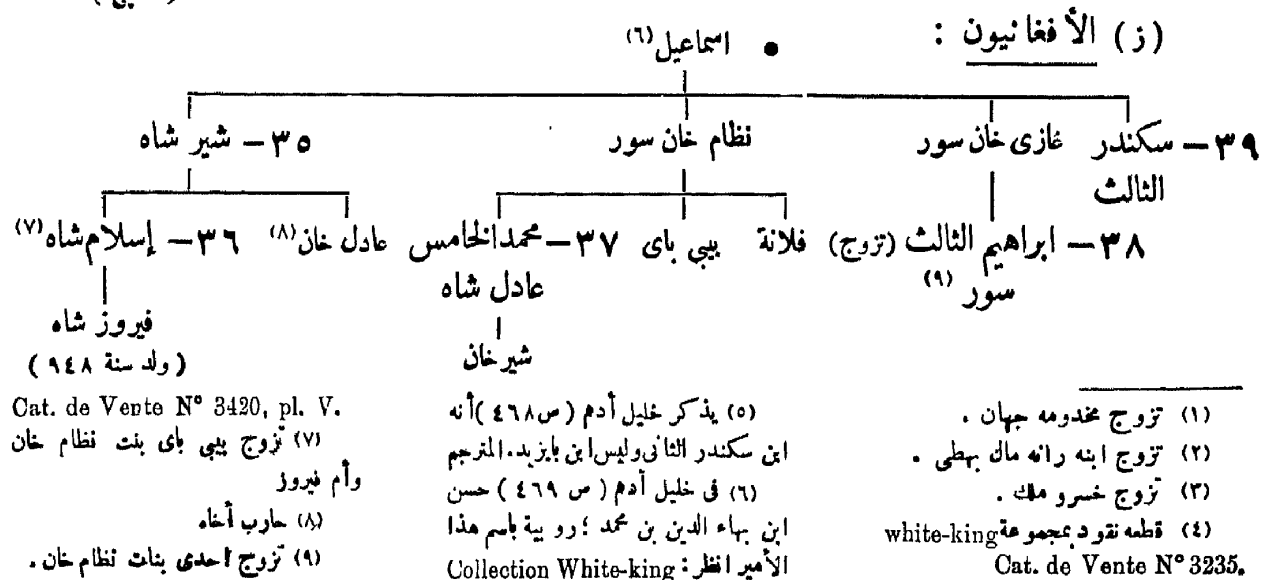 (ز) الأفغانيون :
• اسماعيل (٦)
٣٩ – سكندر الثالث
غازى خان سور
نظام خان سور
٣٥ – شير شاه
٣٨ – ابراهيم الثالث (تزوج) فلانة
سور (٩)
بيبي باى
٣٧ – محمد الخامس
عادل شاه
عادل خان (٨)
٣٦ – إسلام شاه (٧)
شير خان
فيروز شاه
(ولد سنة ٩٤٨)
(١) تزوج مخدومه جهان .
(٢) تزوج ابنه رانه مال بهطى .
(٣) تزوج خسرو ملك .
(٤) قطعه نقود بمجموعة white-king
Cat. de Vente N° 3235.
(٥) يذكر خليل أدهم (ص ٤٦٨) أنه
ابن سكندر الثانى وليس ابن بايزيد. المترجم
(٦) فى خليل أدهم (ص ٤٦٩) حسن
ابن بهاء الدين بن محمد ؛ روبية باسم هذا
الأمير انظر : Collection White-king
Cat. de Vente N° 3420, pl. V.
(٧) تزوج بيبي باى بنت نظام خان
وأم فيروز
(٨) حارب أخاه
(٩) تزوج احدى بنات نظام خان .